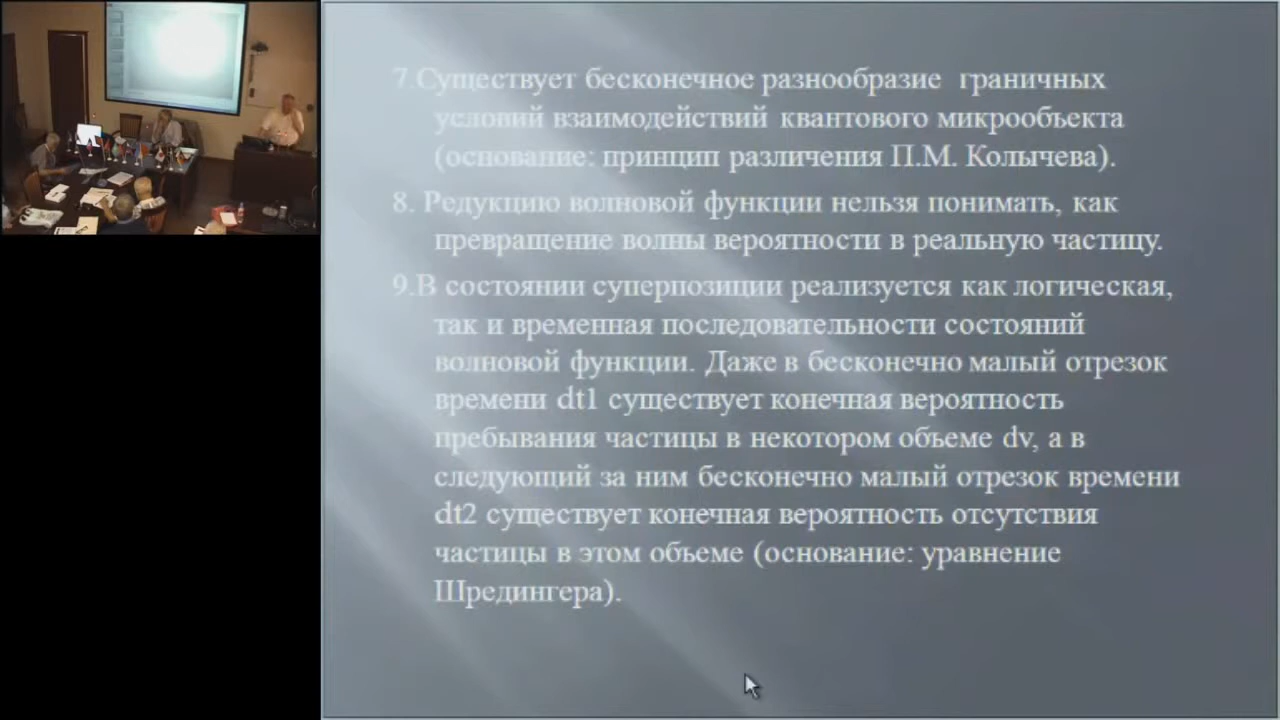 7.Существует бесконечное разнообразие граничных
условий взаимодействий квантового микрообъекта
(основание: принцип различения П.М. Колычева).
8. Редукцию волновой функции нельзя понимать, как
превращение волны вероятности в реальную частицу.
9.В состоянии суперпозиции реализуется как логическая,
так и временная последовательности состояний
волновой функции. Даже в бесконечно малый отрезок
времени dt1 существует конечная вероятность
пребывания частицы в некотором объеме dv, а в
следующий за ним бесконечно малый отрезок времени
dt2 существует конечная вероятность отсутствия
частицы в этом объеме (основание: уравнение
Шредингера).